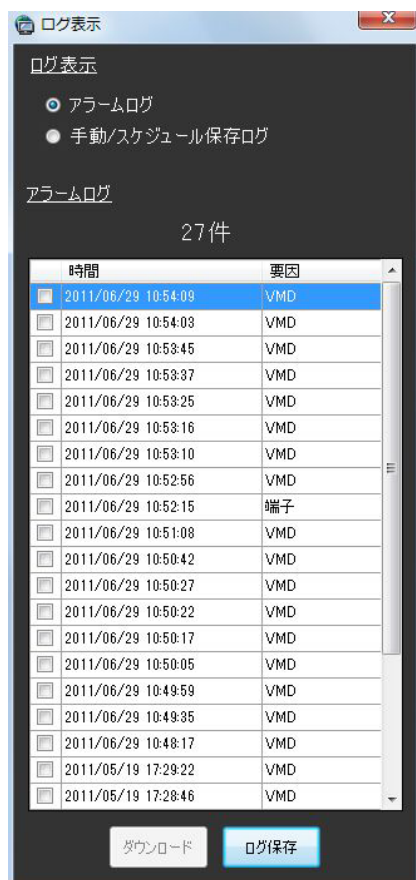 ログ表示
ログ表示
アラームログ
手動/スケジュール保存ログ
アラームログ
27件
時間 要因
2011/06/29 10:54:09 VMD
2011/06/29 10:54:03 VMD
2011/06/29 10:53:45 VMD
2011/06/29 10:53:37 VMD
2011/06/29 10:53:25 VMD
2011/06/29 10:53:16 VMD
2011/06/29 10:53:10 VMD
2011/06/29 10:52:56 VMD
2011/06/29 10:52:15 端子
2011/06/29 10:51:08 VMD
2011/06/29 10:50:42 VMD
2011/06/29 10:50:27 VMD
2011/06/29 10:50:22 VMD
2011/06/29 10:50:17 VMD
2011/06/29 10:50:05 VMD
2011/06/29 10:49:59 VMD
2011/06/29 10:49:35 VMD
2011/06/29 10:48:17 VMD
2011/05/19 17:29:22 VMD
2011/05/19 17:28:46 VMD
ダウンロード ログ保存